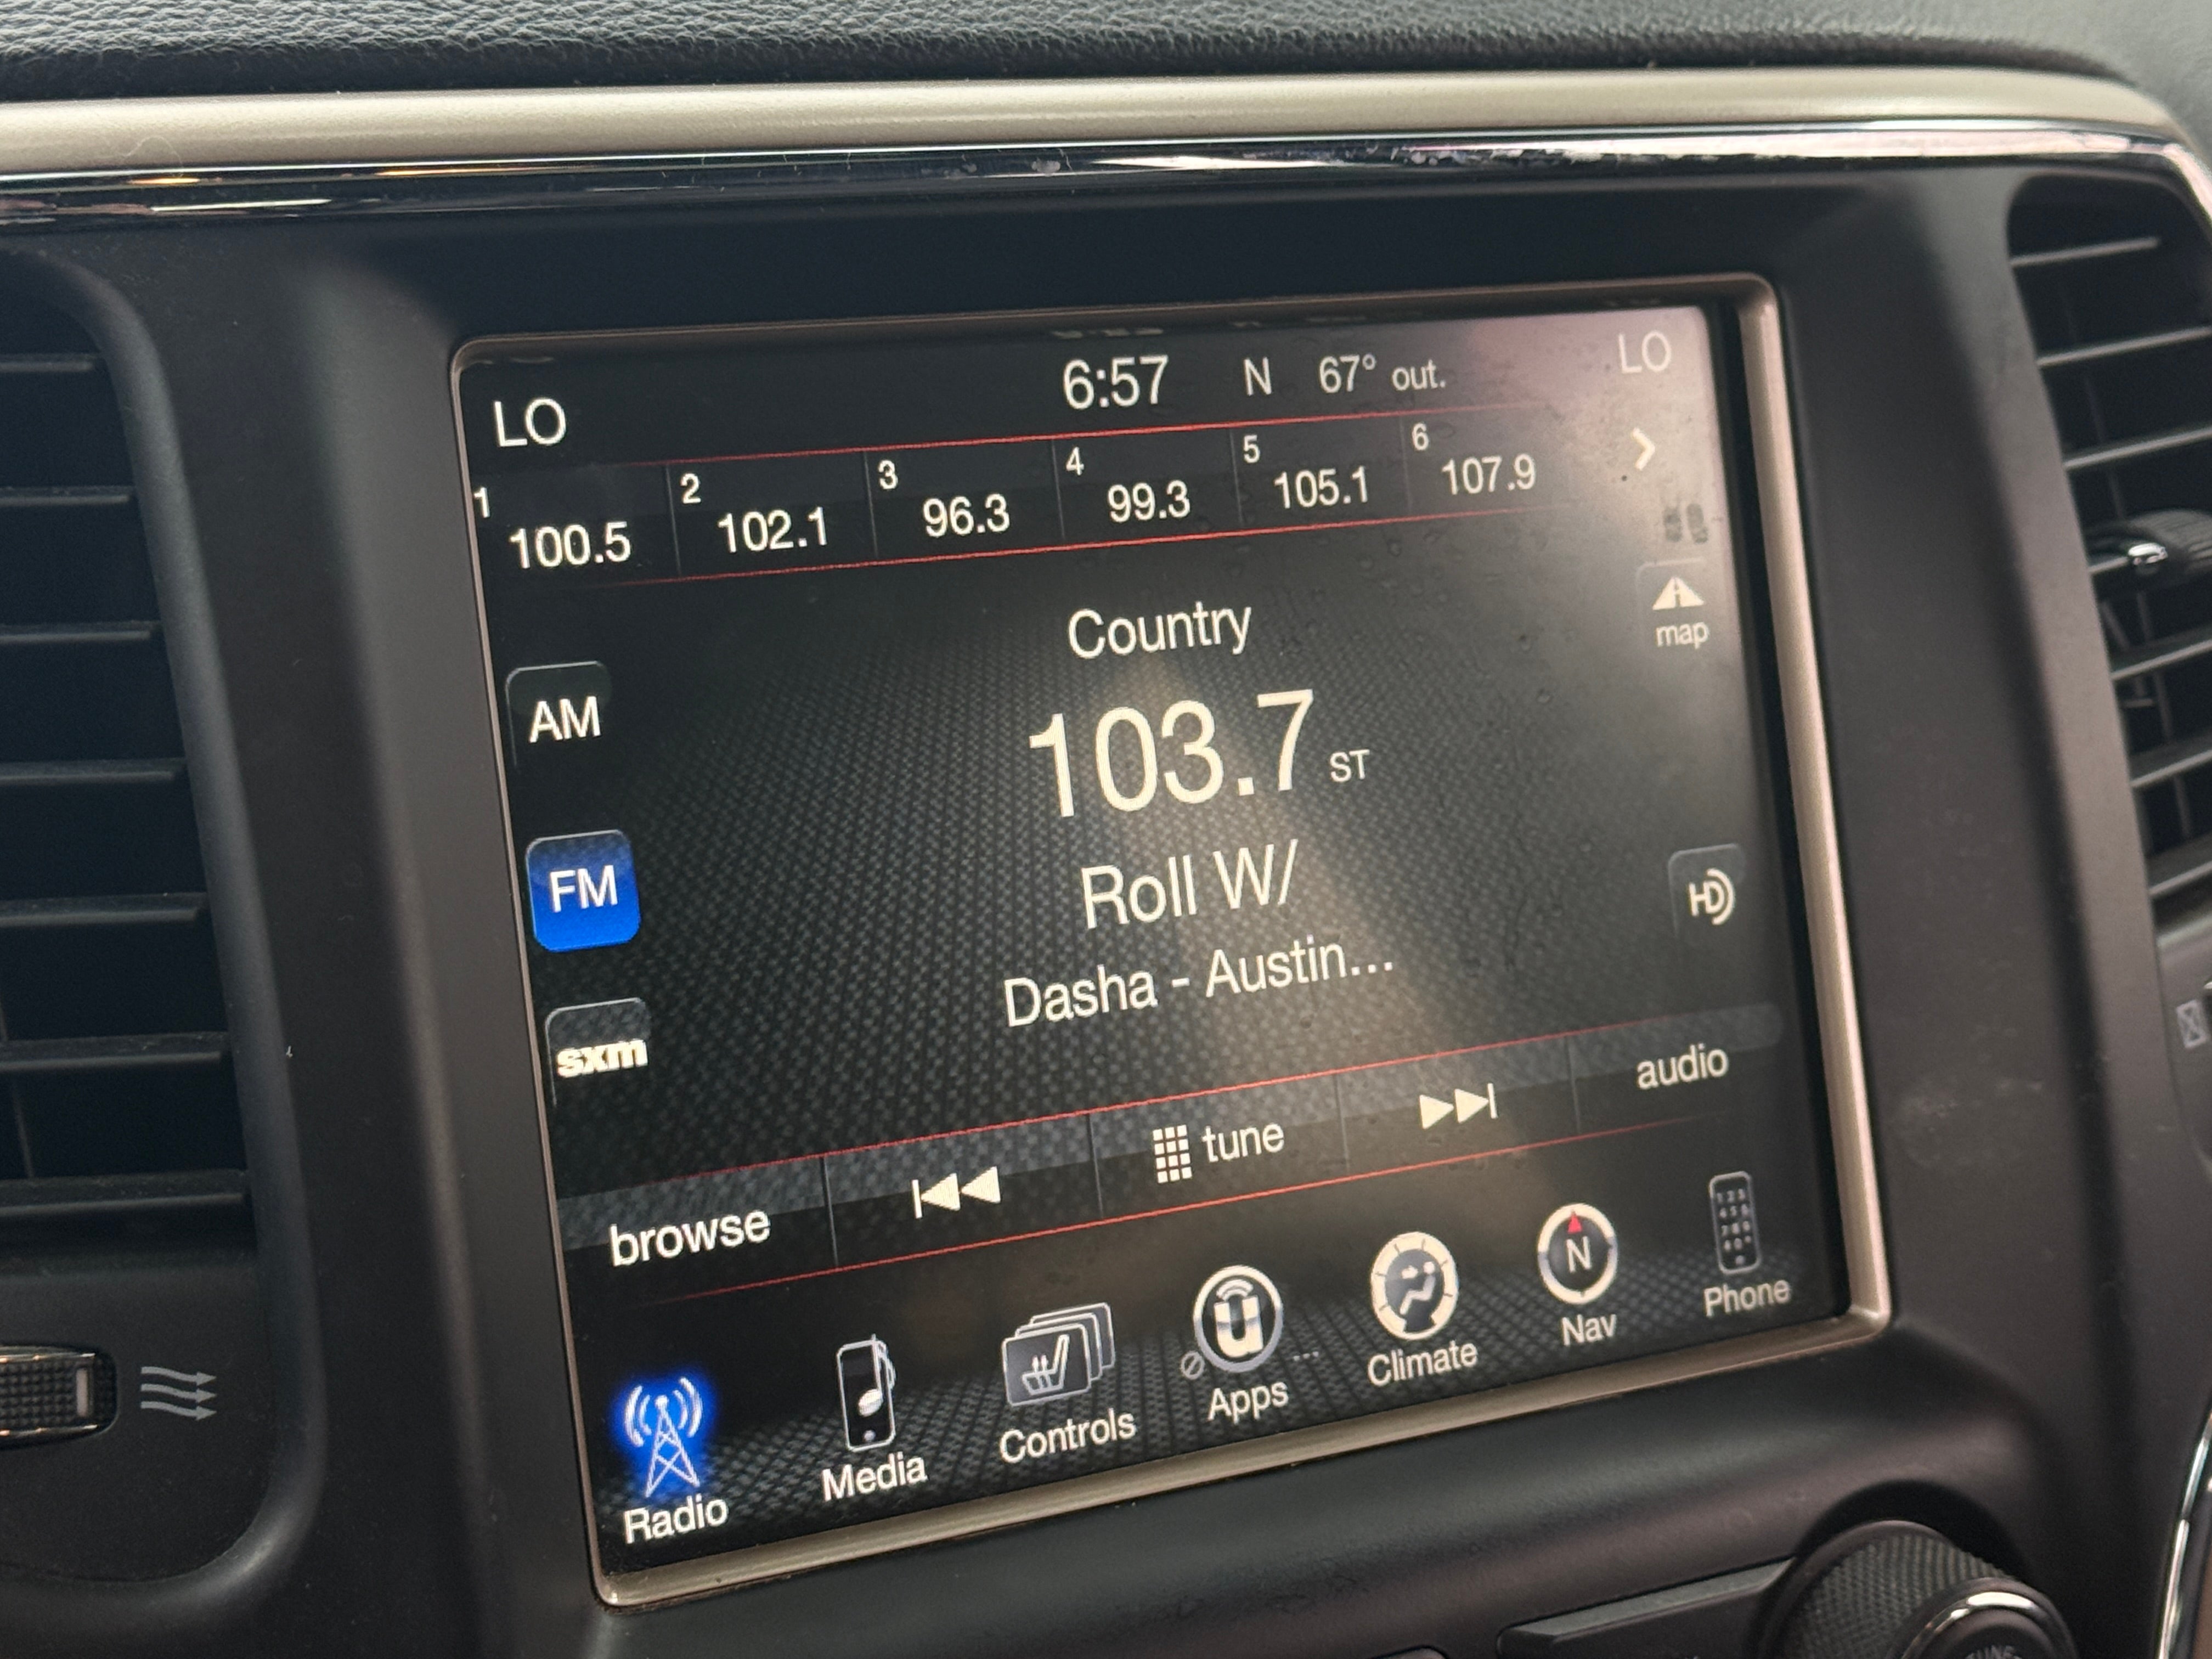 LO 6:57 N 67° out. LO
1 100.5 2 102.1 3 96.3 4 99.3 5 105.1 6 107.9
map
Country
AM
103.7 ST
FM
Roll W/
HD
Dasha - Austin...
sxm
browse tune audio
Radio Media Controls Apps ... Climate N Nav Phone